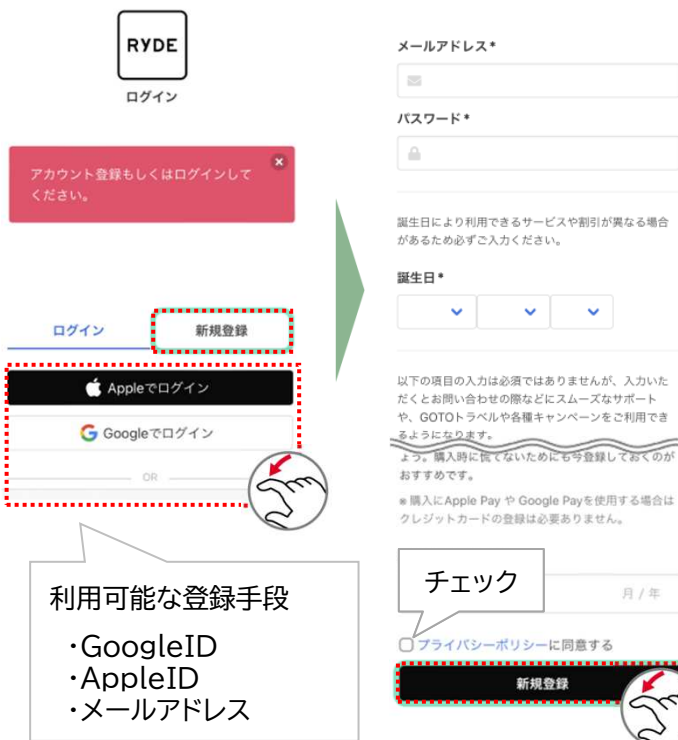 RYDE
ログイン
アカウント登録もしくはログインして
ください。
ログイン
新規登録
Appleでログイン
Googleでログイン
OR
利用可能な登録手段
・GoogleID
・AppleID
・メールアドレス
メールアドレス*
パスワード*
誕生日により利用できるサービスや割引が異なる場合
があるため必ずご入力ください。
誕生日*
以下の項目の入力は必須ではありませんが、入力いた
だくとお問い合わせの際などにスムーズなサポート
や、GOTOトラベルや各種キャンペーンをご利用でき
るようになります。
ょう。購入時に慌てないためにも今登録しておくのが
おすすめです。
※購入にApple Pay や Google Payを使用する場合は
クレジットカードの登録は必要ありません。
チェック
月 / 年
プライバシーポリシーに同意する
新規登録